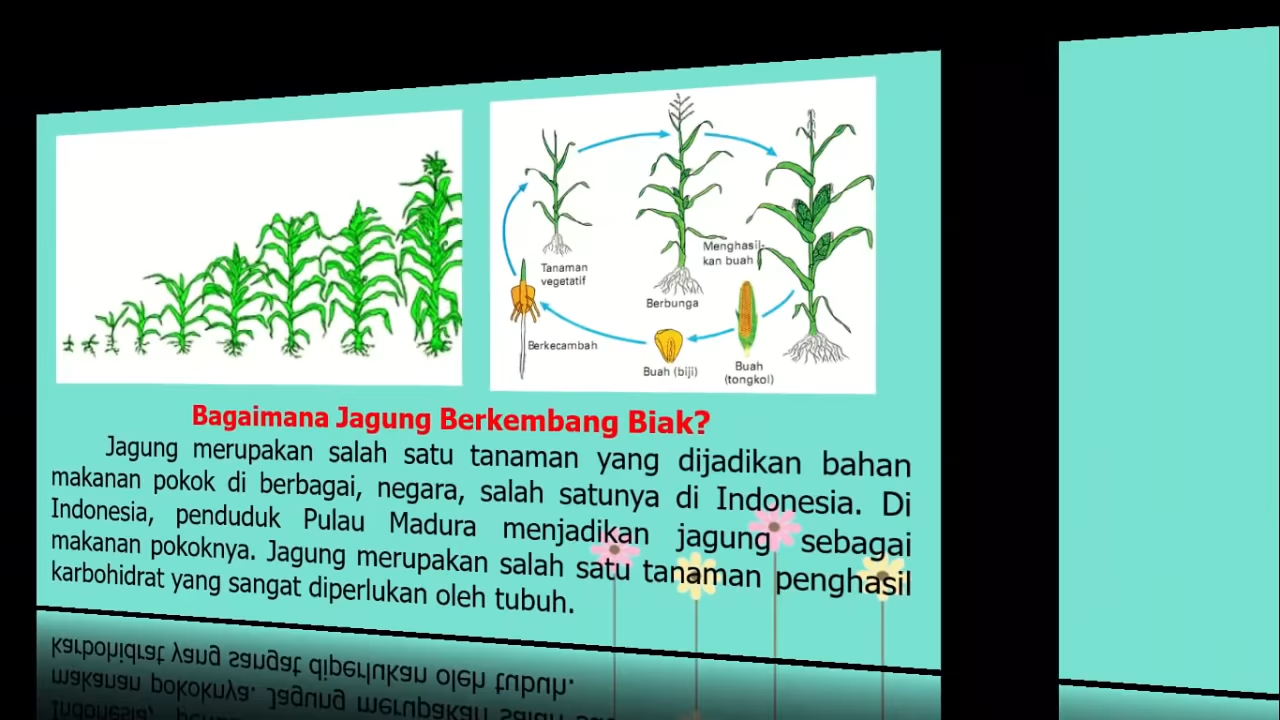 Menghasil-
kan buah
Tanaman
vegetatif
Berbunga
Berkecambah
Buah (biji)
Buah
(tongkol)
Bagaimana Jagung Berkembang Biak?
Jagung merupakan salah satu tanaman yang dijadikan bahan
makanan pokok di berbagai, negara, salah satunya di Indonesia. Di
Indonesia, penduduk Pulau Madura menjadikan jagung sebagai
makanan pokoknya. Jagung merupakan salah satu tanaman penghasil
karbohidrat yang sangat diperlukan oleh tubuh.